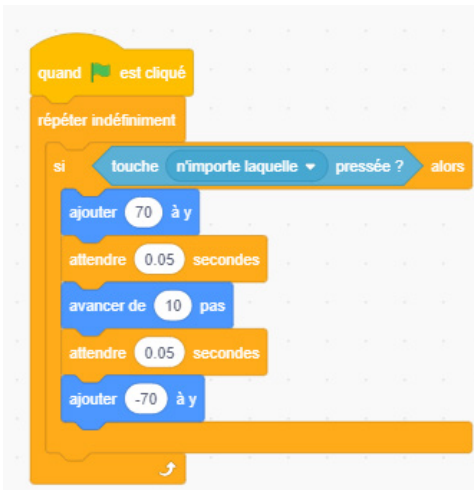 quand est cliqué
répéter indéfiniment
si touche n'importe laquelle pressée ? alors
ajouter 70 à y
attendre 0.05 secondes
avancer de 10 pas
attendre 0.05 secondes
ajouter -70 à y